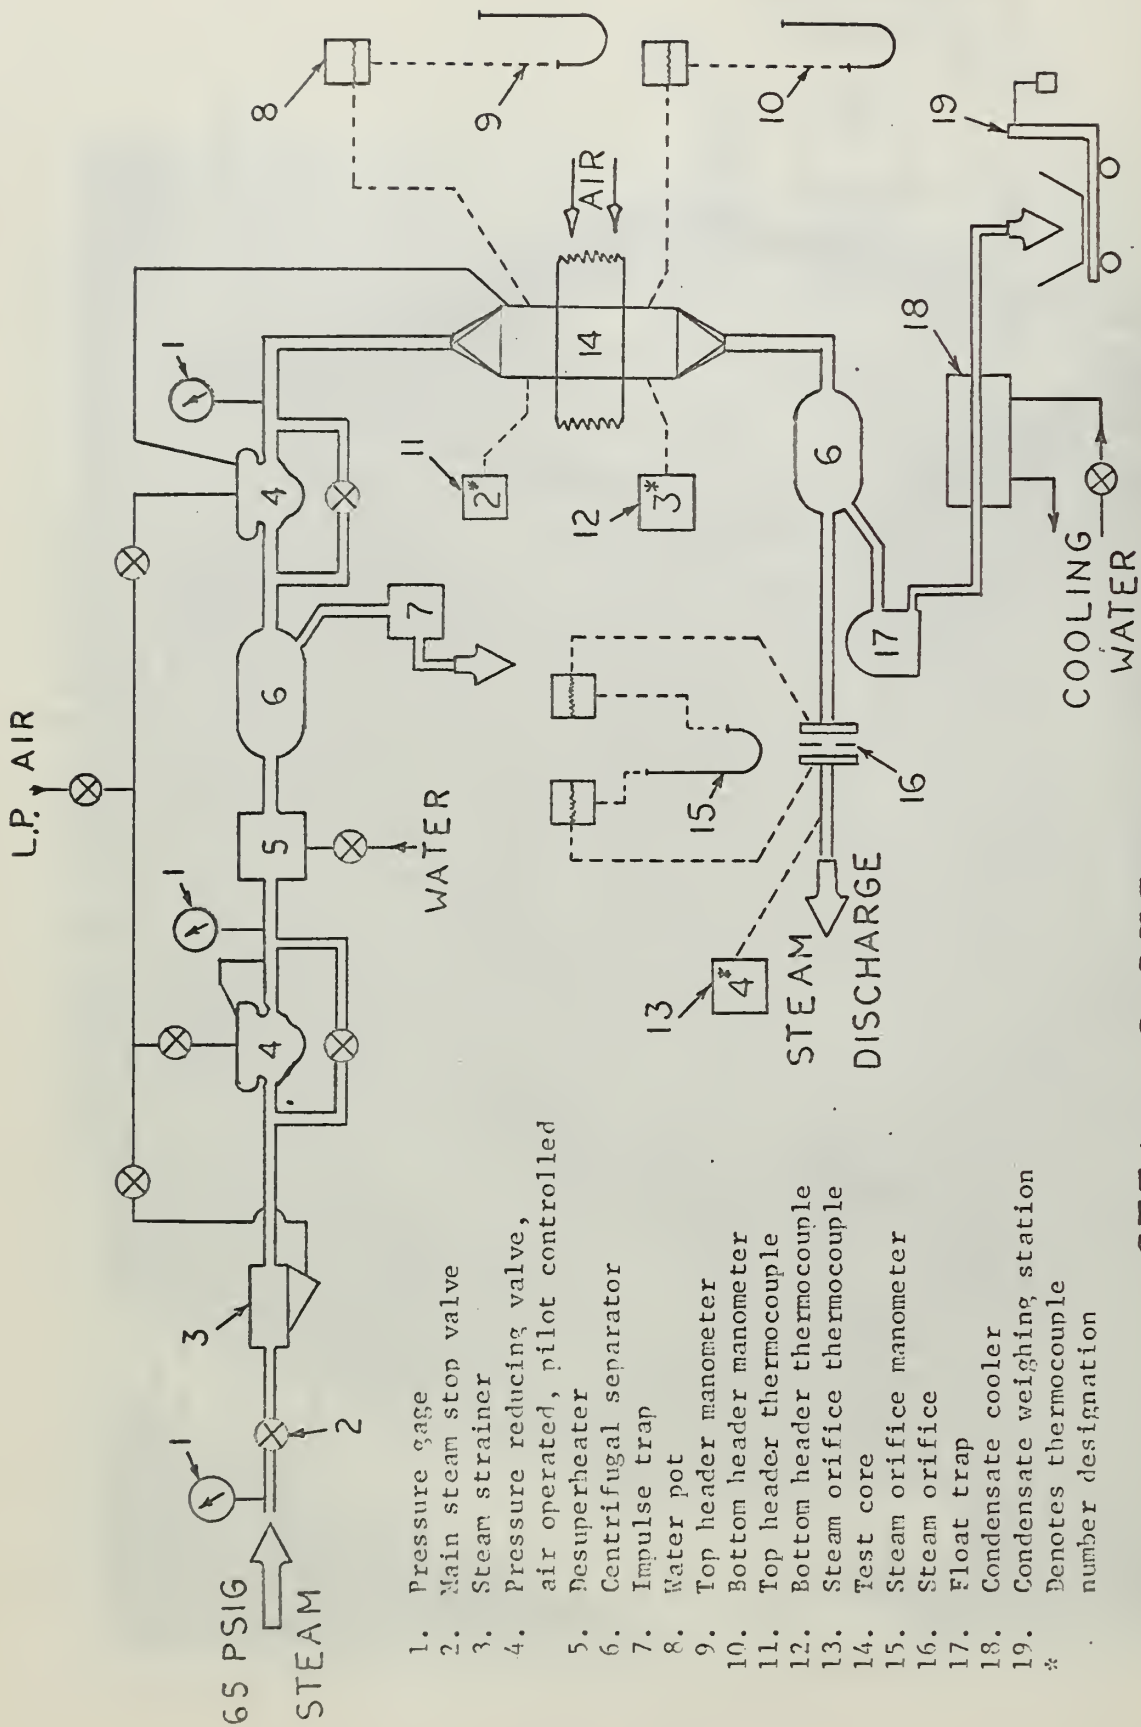 L.P. AIR
65 PSIG
STEAM
1
2
3
4
1
5
WATER
6
7
4
1
8
9
10
AIR
14
11
2*
12
3*
6
17
18
19
COOLING
WATER
15
16
13
4*
STEAM
DISCHARGE
1. Pressure gage
2. Main steam stop valve
3. Steam strainer
4. Pressure reducing valve,
air operated, pilot controlled
5. Desuperheater
6. Centrifugal separator
7. Impulse trap
8. Water pot
9. Top header manometer
10. Bottom header manometer
11. Top header thermocouple
12. Bottom header thermocouple
13. Steam orifice thermocouple
14. Test core
15. Steam orifice manometer
16. Steam orifice
17. Float trap
18. Condensate cooler
19. Condensate weighing station
* Denotes thermocouple
number designation